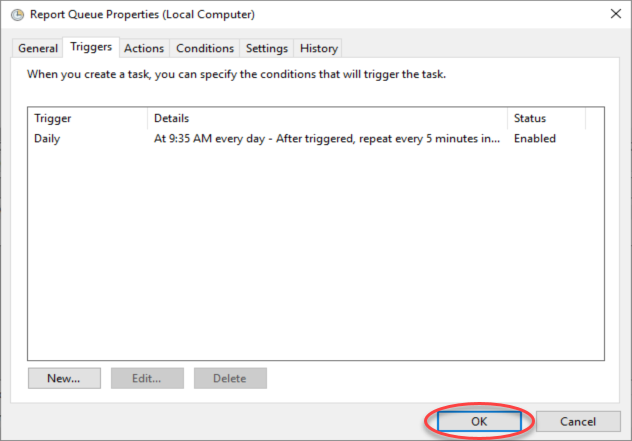 Report Queue Properties (Local Computer)
General Triggers Actions Conditions Settings History
When you create a task, you can specify the conditions that will trigger the task.
Trigger Details Status
Daily At 9:35 AM every day - After triggered, repeat every 5 minutes in... Enabled
New... Edit... Delete
OK Cancel